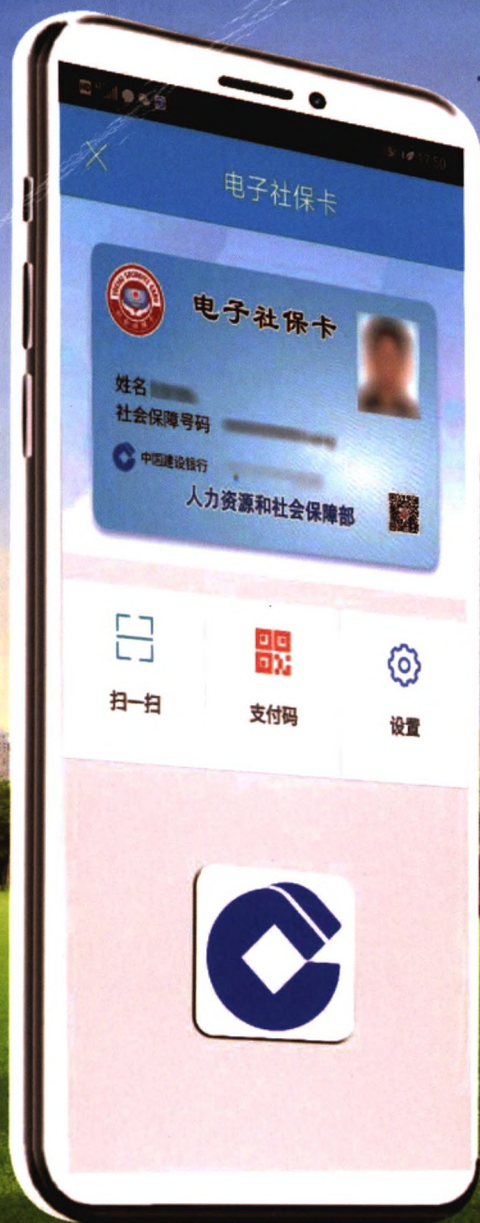 17:50
电子社保卡
电子社保卡
姓名
社会保障号码
中国建设银行
人力资源和社会保障部
扫一扫
支付码
设置